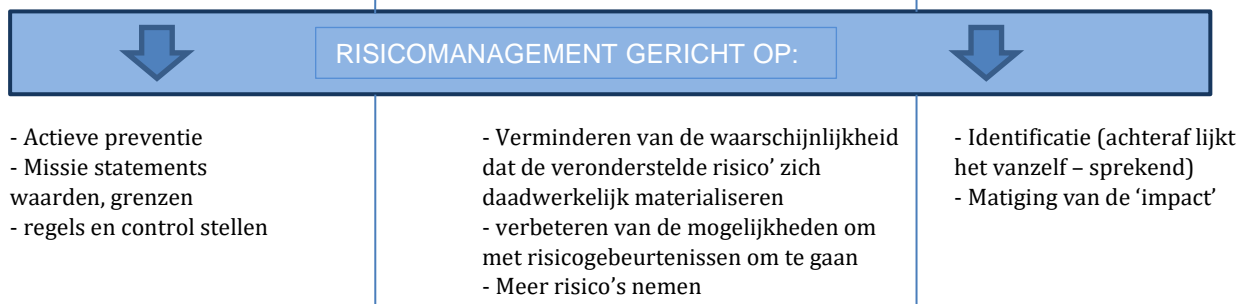 RISICOMANAGEMENT GERICHT OP:
- Actieve preventie
- Missie statements
waarden, grenzen
- regels en control stellen
- Verminderen van de waarschijnlijkheid
dat de veronderstelde risico’ zich
daadwerkelijk materialiseren
- verbeteren van de mogelijkheden om
met risicogebeurtenissen om te gaan
- Meer risico’s nemen
- Identificatie (achteraf lijkt
het vanzelf – sprekend)
- Matiging van de ‘impact’